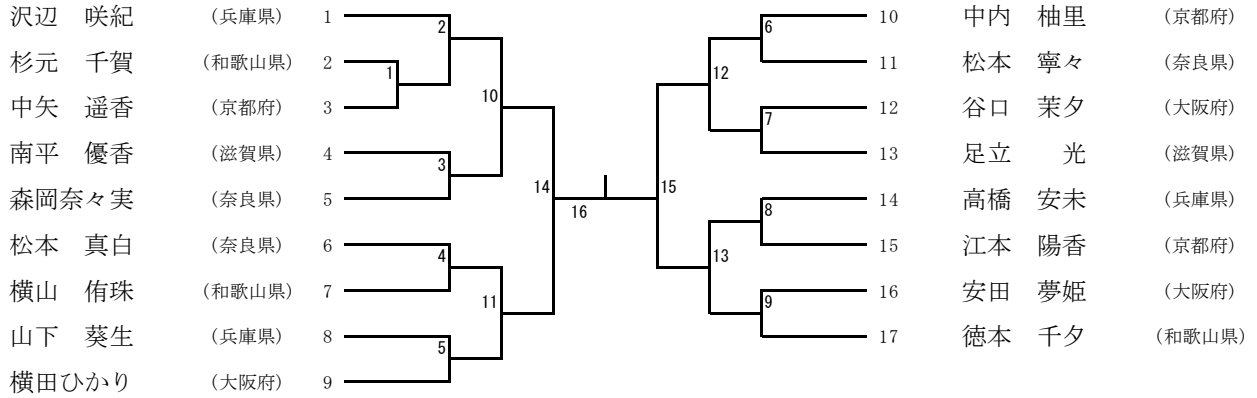 沢辺　咲紀 (兵庫県) 1
杉元　千賀 (和歌山県) 2
中矢　遥香 (京都府) 3
南平　優香 (滋賀県) 4
森岡奈々実 (奈良県) 5
松本　真白 (奈良県) 6
横山　侑珠 (和歌山県) 7
山下　葵生 (兵庫県) 8
横田ひかり (大阪府) 9
2
1
10
3
14
4
11
5
16
6
12
7
15
8
13
9
10 中内　柚里 (京都府)
11 松本　寧々 (奈良県)
12 谷口　茉夕 (大阪府)
13 足立　　光 (滋賀県)
14 高橋　安未 (兵庫県)
15 江本　陽香 (京都府)
16 安田　夢姫 (大阪府)
17 徳本　千夕 (和歌山県)